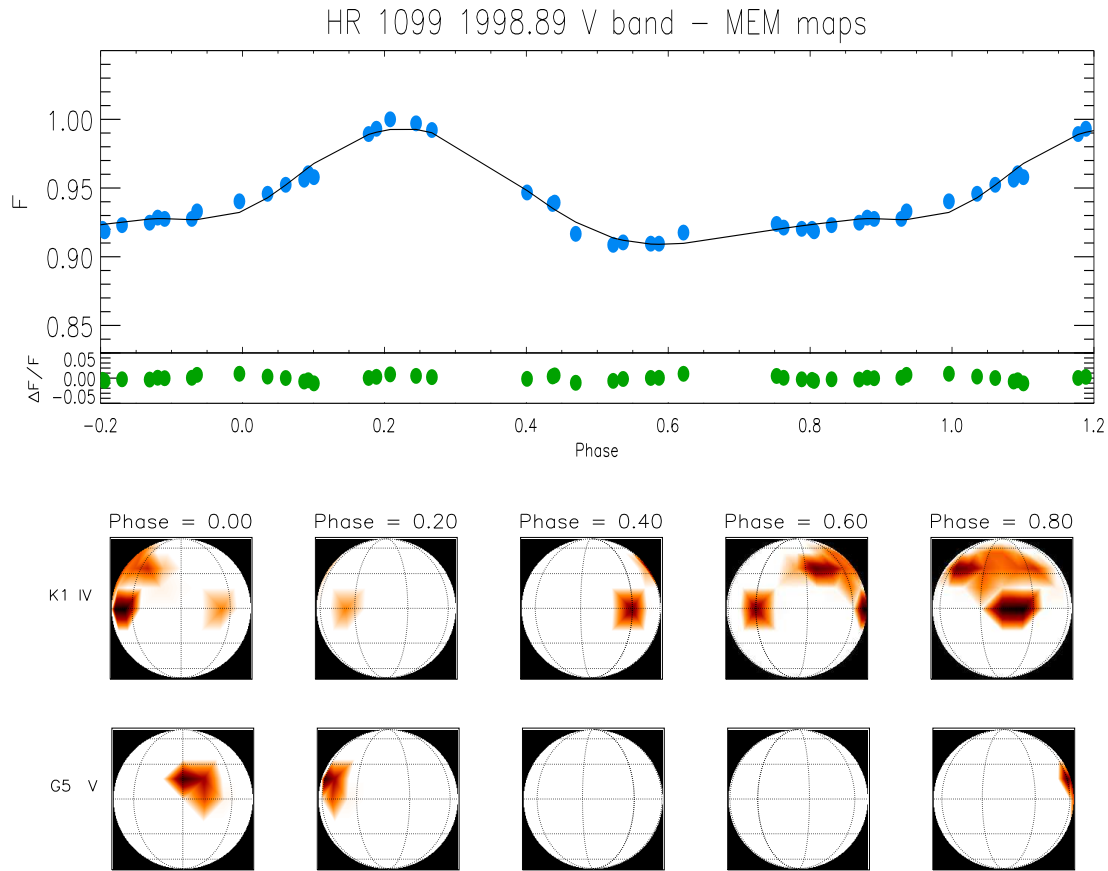 HR 1099 1998.89 V band – MEM maps
F
1.00
0.95
0.90
0.85
ΔF/F
0.05
0.00
−0.05
−0.2 0.0 0.2 0.4 0.6 0.8 1.0 1.2
Phase
Phase = 0.00 Phase = 0.20 Phase = 0.40 Phase = 0.60 Phase = 0.80
K1 IV
G5 V